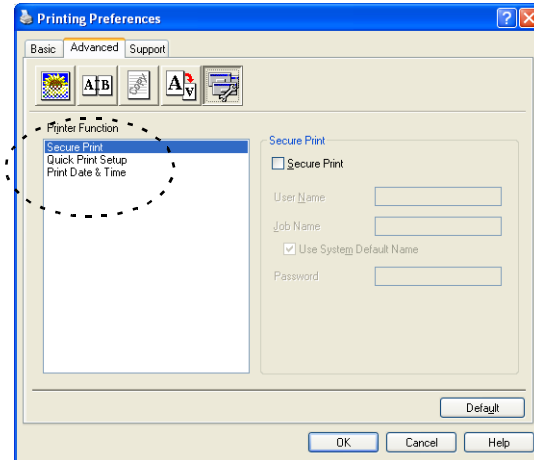 Printing Preferences
Basic Advanced Support
A B
A V
Printer Function
Secure Print
Quick Print Setup
Print Date & Time
Secure Print
Secure Print
User Name
Job Name
Use System Default Name
Password
Default
OK Cancel Help